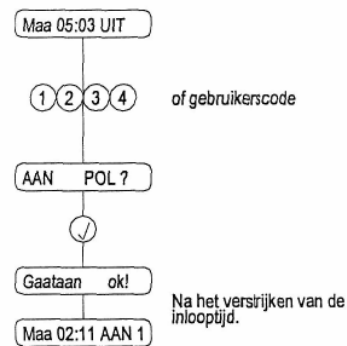 Maa 05:03 UIT
1 2 3 4 of gebruikerscode
AAN POL ?
Gaataan ok!
Na het verstrijken van de
inlooptijd.
Maa 02:11 AAN 1